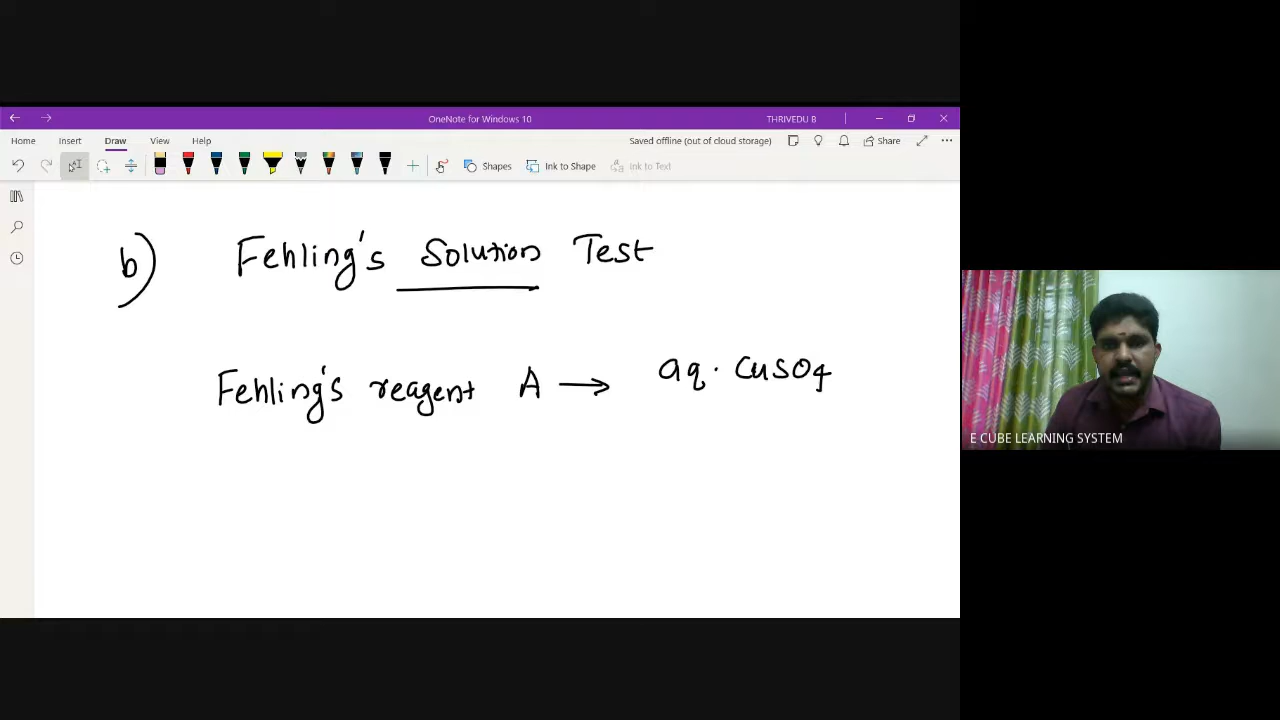 OneNote for Windows 10
THRIVEDU B
Home Insert Draw View Help
Saved offline (out of cloud storage)
Share
Shapes
Ink to Shape
Ink to Text
b) Fehling's Solution Test
Fehling's reagent A → aq. CuSO4
E CUBE LEARNING SYSTEM